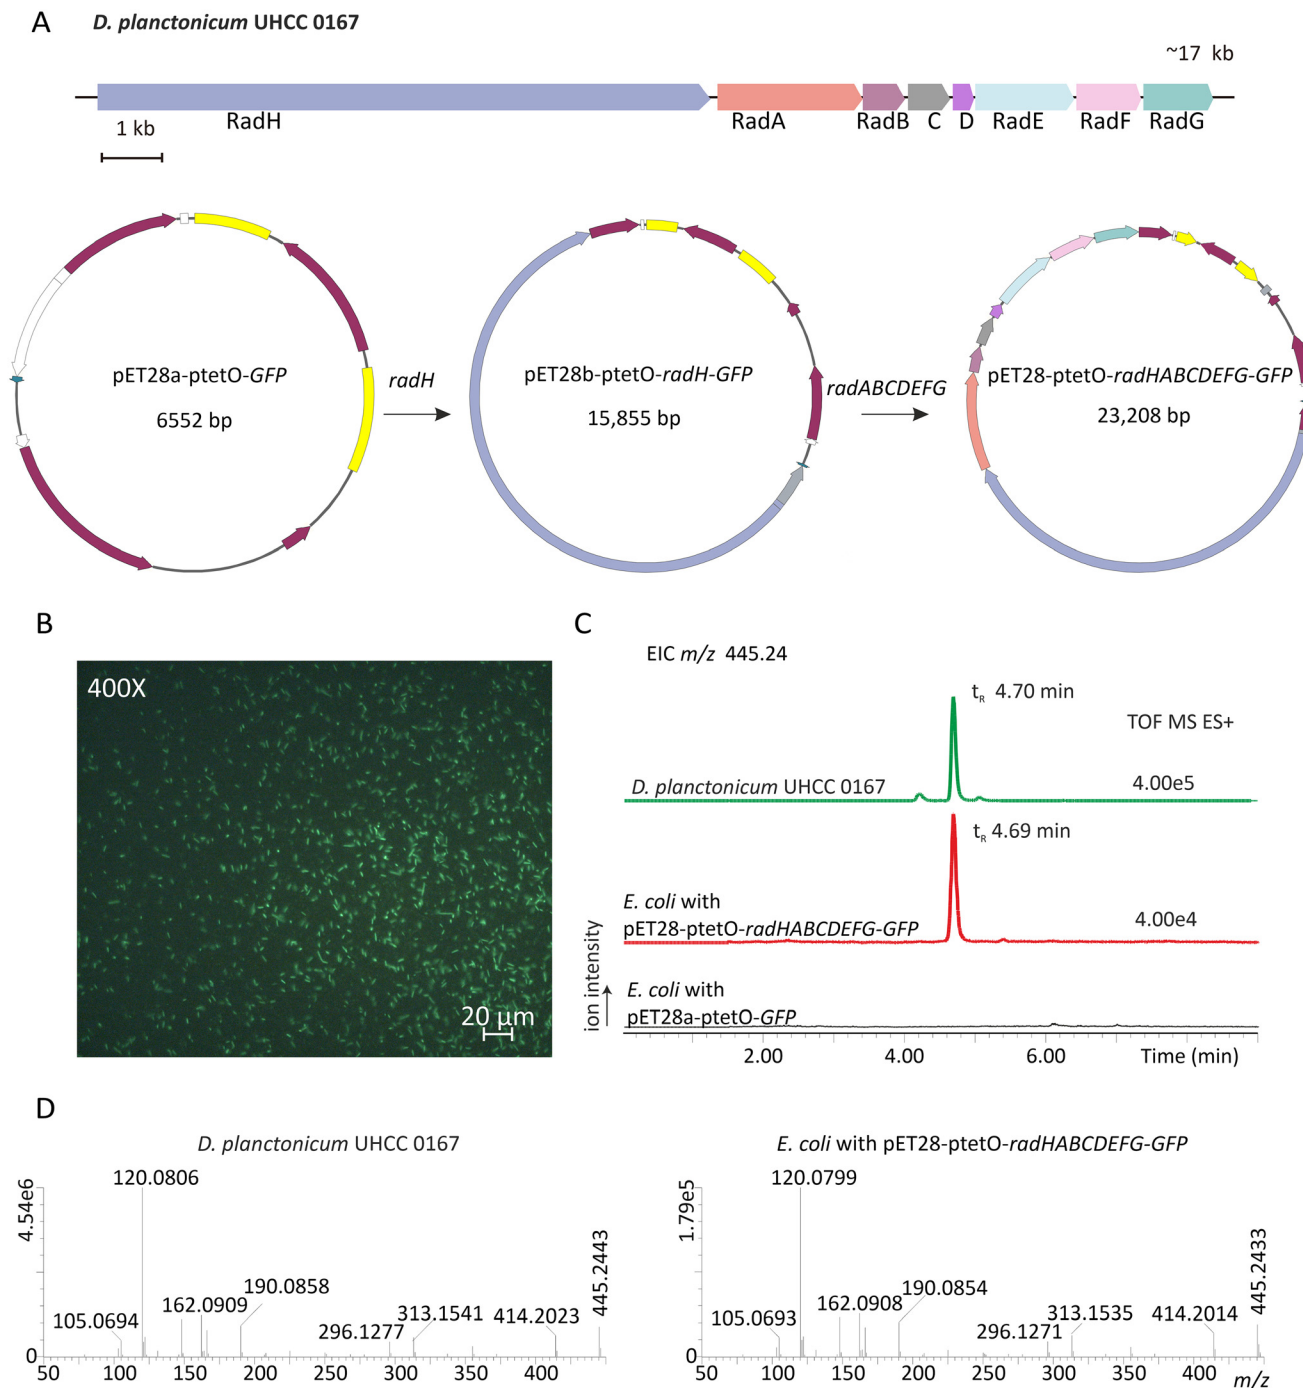 A
D. planctonicum UHCC 0167
~17 kb
RadH
RadA
RadB
C
D
RadE
RadF
RadG
1 kb
pET28a-ptetO-GFP
6552 bp
radH
pET28b-ptetO-radH-GFP
15,855 bp
radABCDEFG
pET28-ptetO-radHABCDEFG-GFP
23,208 bp
B
400X
20 µm
C
EIC m/z 445.24
tR 4.70 min
TOF MS ES+
D. planctonicum UHCC 0167
4.00e5
tR 4.69 min
E. coli with
pET28-ptetO-radHABCDEFG-GFP
4.00e4
E. coli with
pET28a-ptetO-GFP
ion intensity
2.00
4.00
6.00
Time (min)
D
D. planctonicum UHCC 0167
4.54e6
0
120.0806
105.0694
162.0909
190.0858
296.1277
313.1541
414.2023
445.2443
50
100
150
200
250
300
350
400
E. coli with pET28-ptetO-radHABCDEFG-GFP
1.79e5
0
120.0799
105.0693
162.0908
190.0854
296.1271
313.1535
414.2014
445.2433
50
100
150
200
250
300
350
400
m/z